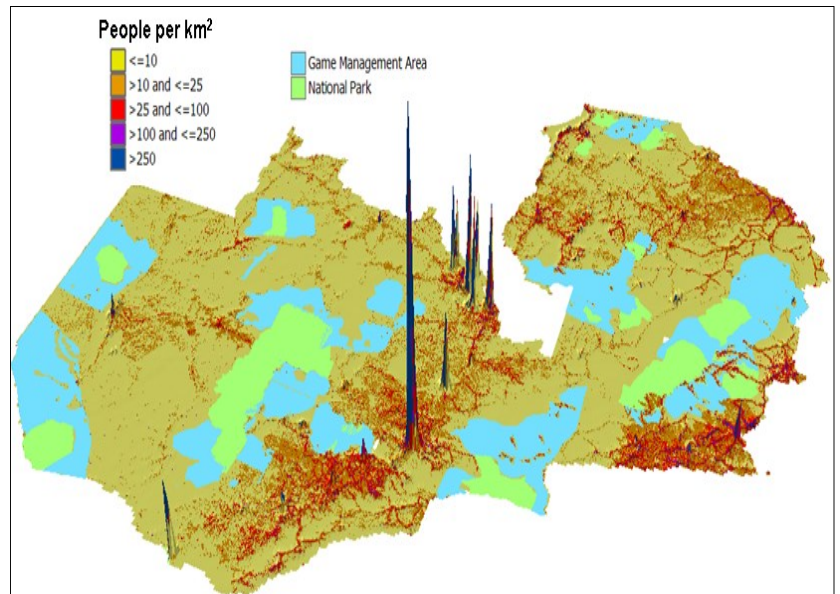 People per km²
<=10
>10 and <=25
>25 and <=100
>100 and <=250
>250
Game Management Area
National Park